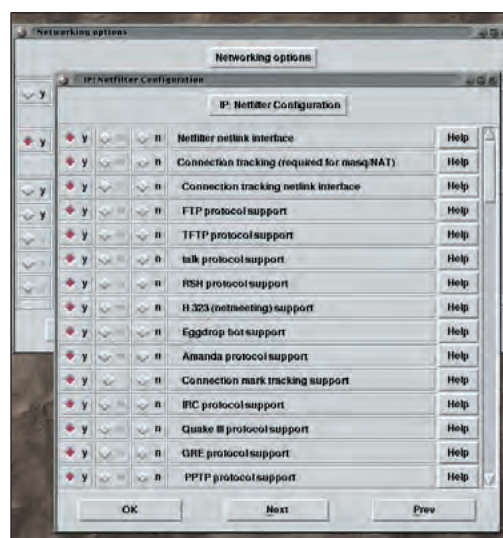 Networking options
Networking options
IP: Netfilter Configuration
IP: Netfilter Configuration
y
y
y
y
y n Netfilter netlink interface Help
y n Connection tracking (required for masq/NAT) Help
y n Connection tracking netlink interface Help
y n FTP protocol support Help
y n TFTP protocol support Help
y n talk protocol support Help
y n RSH protocol support Help
y n H.323 (netmeeting) support Help
y n Eggdrop bot support Help
y n Amanda protocol support Help
y n Connection mark tracking support Help
y n IRC protocol support Help
y n Quake III protocol support Help
y n GRE protocol support Help
y n PPTP protocol support Help
OK Next Prev